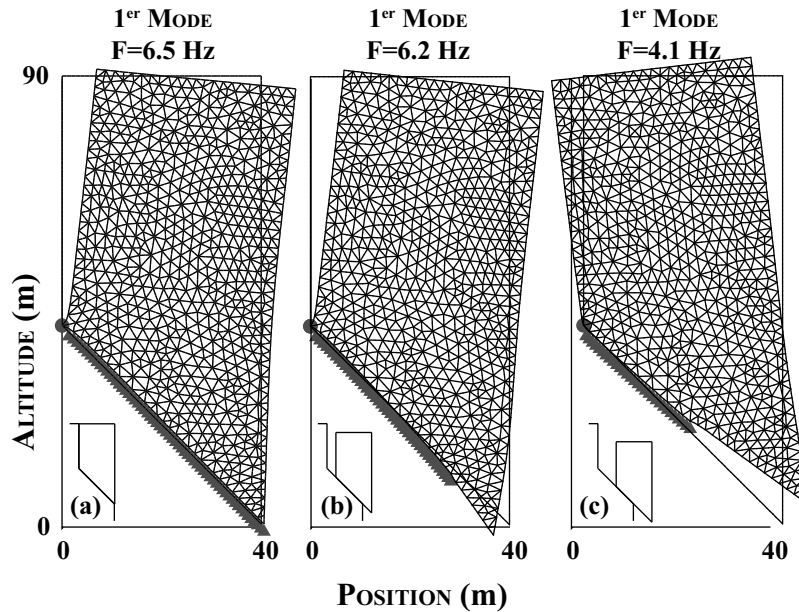 1er MODE 1er MODE 1er MODE
F=6.5 Hz F=6.2 Hz F=4.1 Hz
90
ALTITUDE (m)
(a) (b) (c)
0
0 40 0 40 0 40
POSITION (m)